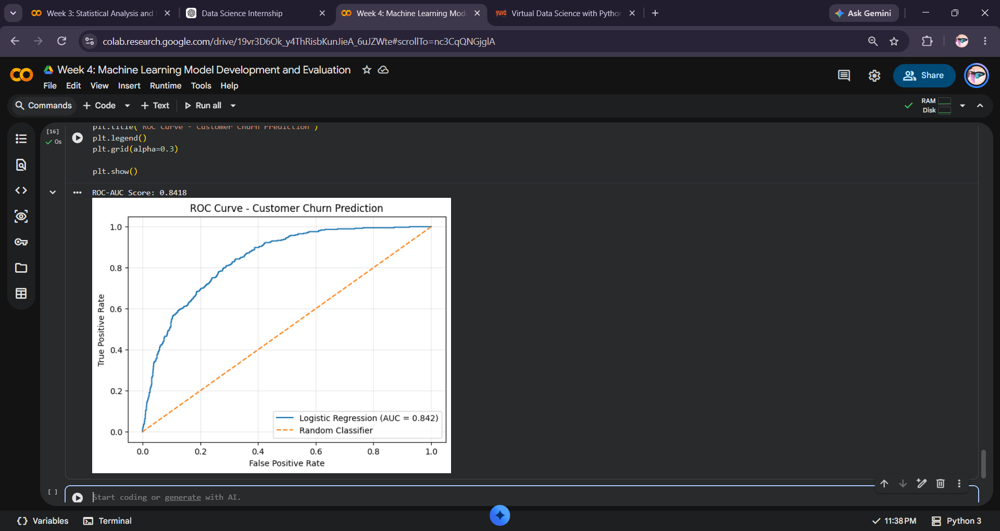 Week 3: Statistical Analysis and
Data Science Internship
Week 4: Machine Learning Mod
Virtual Data Science with Python
Ask Gemini
colab.research.google.com/drive/19vr3D6Ok_y4ThRisbKunJieA_6uJZWte#scrollTo=nc3CqQNGjglA
Week 4: Machine Learning Model Development and Evaluation
File Edit View Insert Runtime Tools Help
Share
Commands + Code + Text Run all
RAM
Disk
[16]
0s
plt.title('ROC Curve - Customer Churn Prediction')
plt.legend()
plt.grid(alpha=0.3)
plt.show()
ROC-AUC Score: 0.8418
ROC Curve - Customer Churn Prediction
1.0
0.8
0.6
0.4
0.2
0.0
True Positive Rate
Logistic Regression (AUC = 0.842)
Random Classifier
0.0 0.2 0.4 0.6 0.8 1.0
False Positive Rate
[ ]
Start coding or generate with AI.
{} Variables Terminal
11:38 PM Python 3